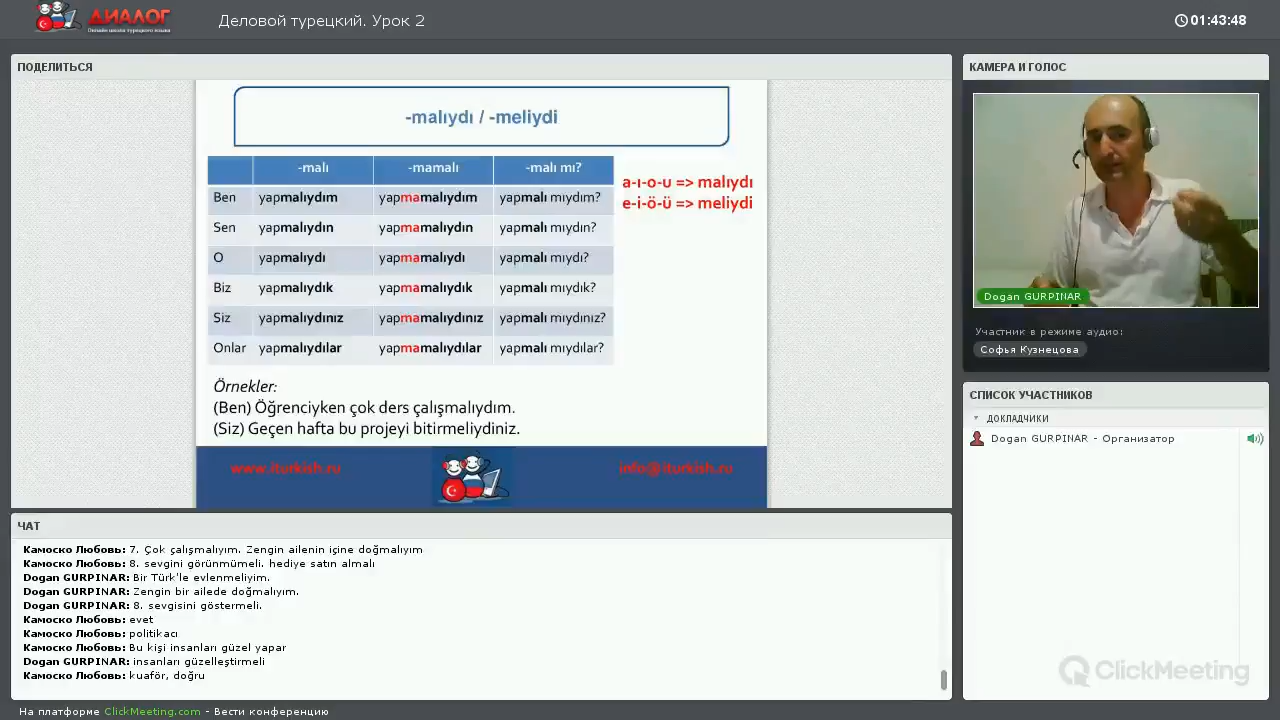 ДИАЛОГ
Онлайн школа турецкого языка
Деловой турецкий. Урок 2
01:43:48
ПОДЕЛИТЬСЯ
-malıydı / -meliydi
-malı -mamalı -malı mı?
Ben yapmalıydım yapmamalıydım yapmalı mıydım?
Sen yapmalıydın yapmamalıydın yapmalı mıydın?
O yapmalıydı yapmamalıydı yapmalı mıydı?
Biz yapmalıydık yapmamalıydık yapmalı mıydık?
Siz yapmalıydınız yapmamalıydınız yapmalı mıydınız?
Onlar yapmalıydılar yapmamalıydılar yapmalı mıydılar?
a-ı-o-u => malıydı
e-i-ö-ü => meliydi
Örnekler:
(Ben) Öğrenciyken çok ders çalışmalıydım.
(Siz) Geçen hafta bu projeyi bitirmeliydiniz.
www.iturkish.ru info@iturkish.ru
ЧАТ
Камоско Любовь: 7. Çok çalışmalıyım. Zengin ailenin içine doğmalıyım
Камоско Любовь: 8. sevgini görünmümeli. hediye satın almalı
Dogan GURPINAR: Bir Türk'le evlenmeliyim.
Dogan GURPINAR: Zengin bir ailede doğmalıyım.
Dogan GURPINAR: 8. sevgisini göstermeli.
Камоско Любовь: evet
Камоско Любовь: politikacı
Камоско Любовь: Bu kişi insanları güzel yapar
Dogan GURPINAR: insanları güzelleştirmeli
Камоско Любовь: kuaför, doğru
КАМЕРА И ГОЛОС
Dogan GURPINAR
Участник в режиме аудио:
Софья Кузнецова
СПИСОК УЧАСТНИКОВ
ДОКЛАДЧИКИ
Dogan GURPINAR - Организатор
ClickMeeting
На платформе ClickMeeting.com - Вести конференцию